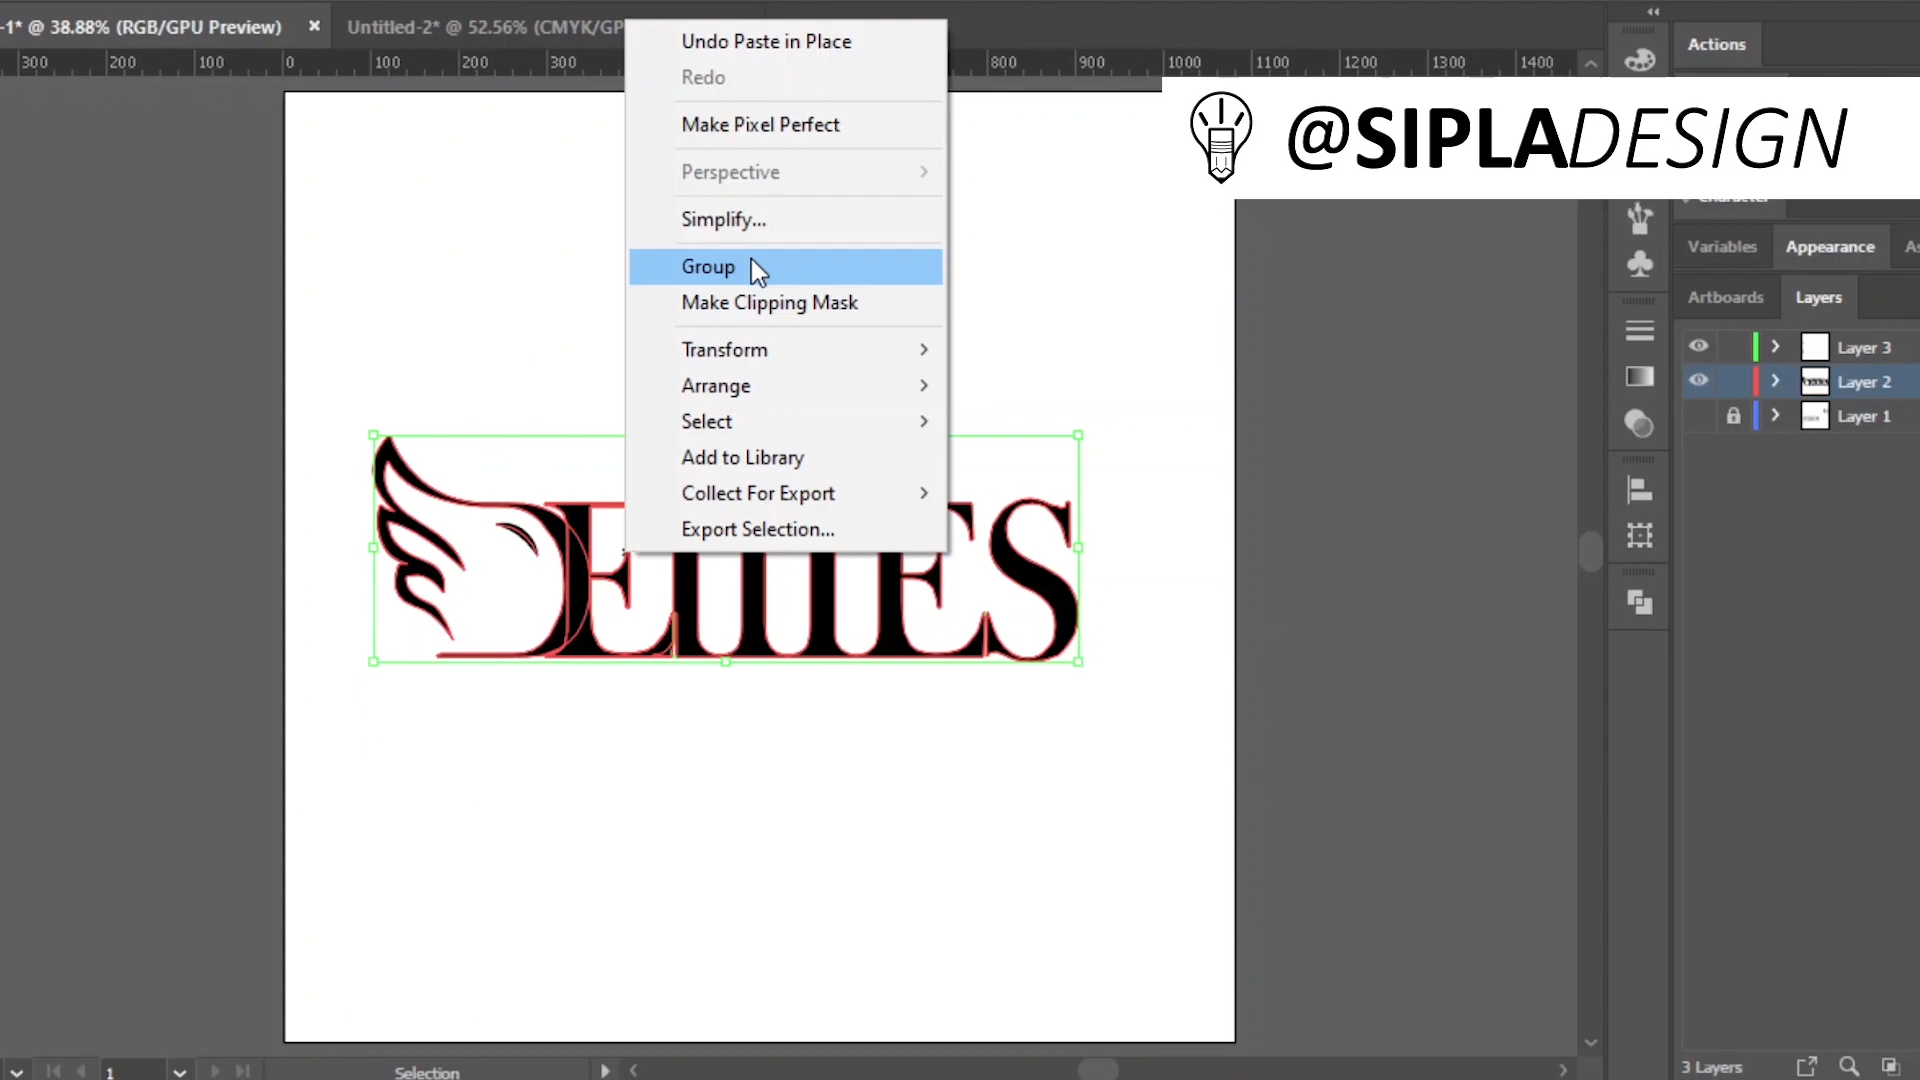 -1* @ 38.88% (RGB/GPU Preview) ×
Untitled-2* @ 52.56% (CMYK/GP
300 200 100 0 100 200 300 800 900 1000 1100 1200 1300 1400
Undo Paste in Place
Redo
Make Pixel Perfect
Perspective
Simplify...
Group
Make Clipping Mask
Transform
Arrange
Select
Add to Library
Collect For Export
Export Selection...
@SIPLADESIGN
Actions
Character
Variables Appearance As
Artboards Layers
Layer 3
Layer 2
Layer 1
3 Layers
1
Selection